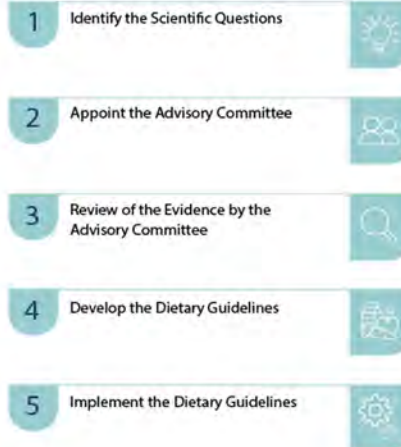 1
Identify the Scientific Questions
2
Appoint the Advisory Committee
3
Review of the Evidence by the
Advisory Committee
4
Develop the Dietary Guidelines
5
Implement the Dietary Guidelines